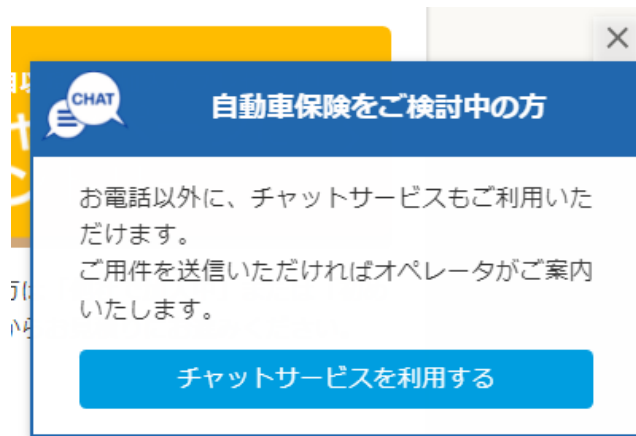 CHAT
自動車保険をご検討中の方
お電話以外に、チャットサービスもご利用いた
だけます。
ご用件を送信いただければオペレータがご案内
いたします。
チャットサービスを利用する
から